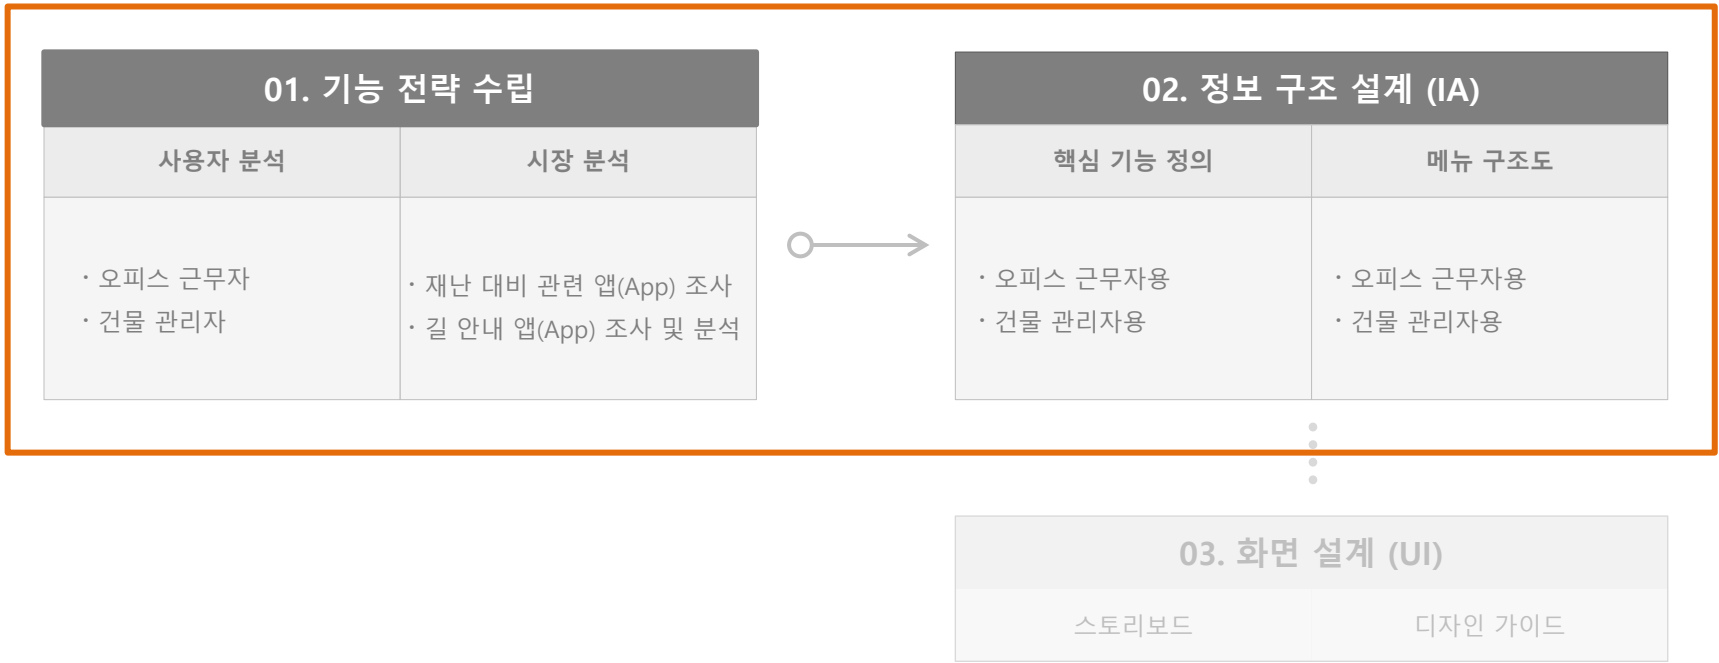 01. 기능 전략 수립
사용자 분석
시장 분석
· 오피스 근무자
· 건물 관리자
· 재난 대비 관련 앱(App) 조사
· 길 안내 앱(App) 조사 및 분석
02. 정보 구조 설계 (IA)
핵심 기능 정의
메뉴 구조도
· 오피스 근무자용
· 건물 관리자용
· 오피스 근무자용
· 건물 관리자용
03. 화면 설계 (UI)
스토리보드
디자인 가이드